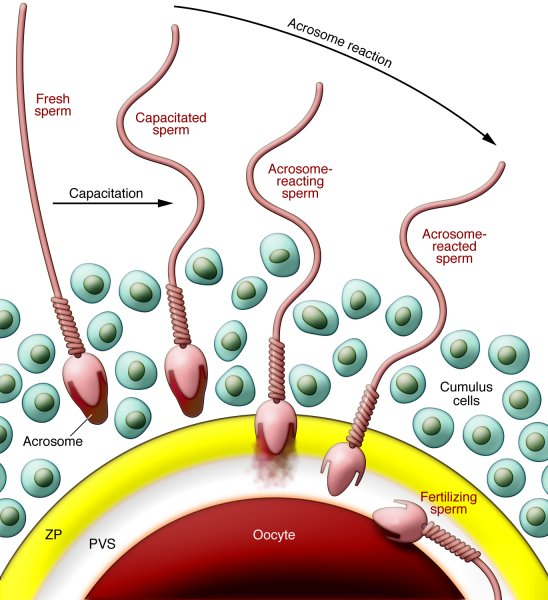 Acrosome reaction
Fresh
sperm
Capacitated
sperm
Acrosome-
reacting
sperm
Capacitation
Acrosome-
reacted
sperm
Cumulus
cells
Acrosome
Fertilizing
sperm
ZP
PVS
Oocyte